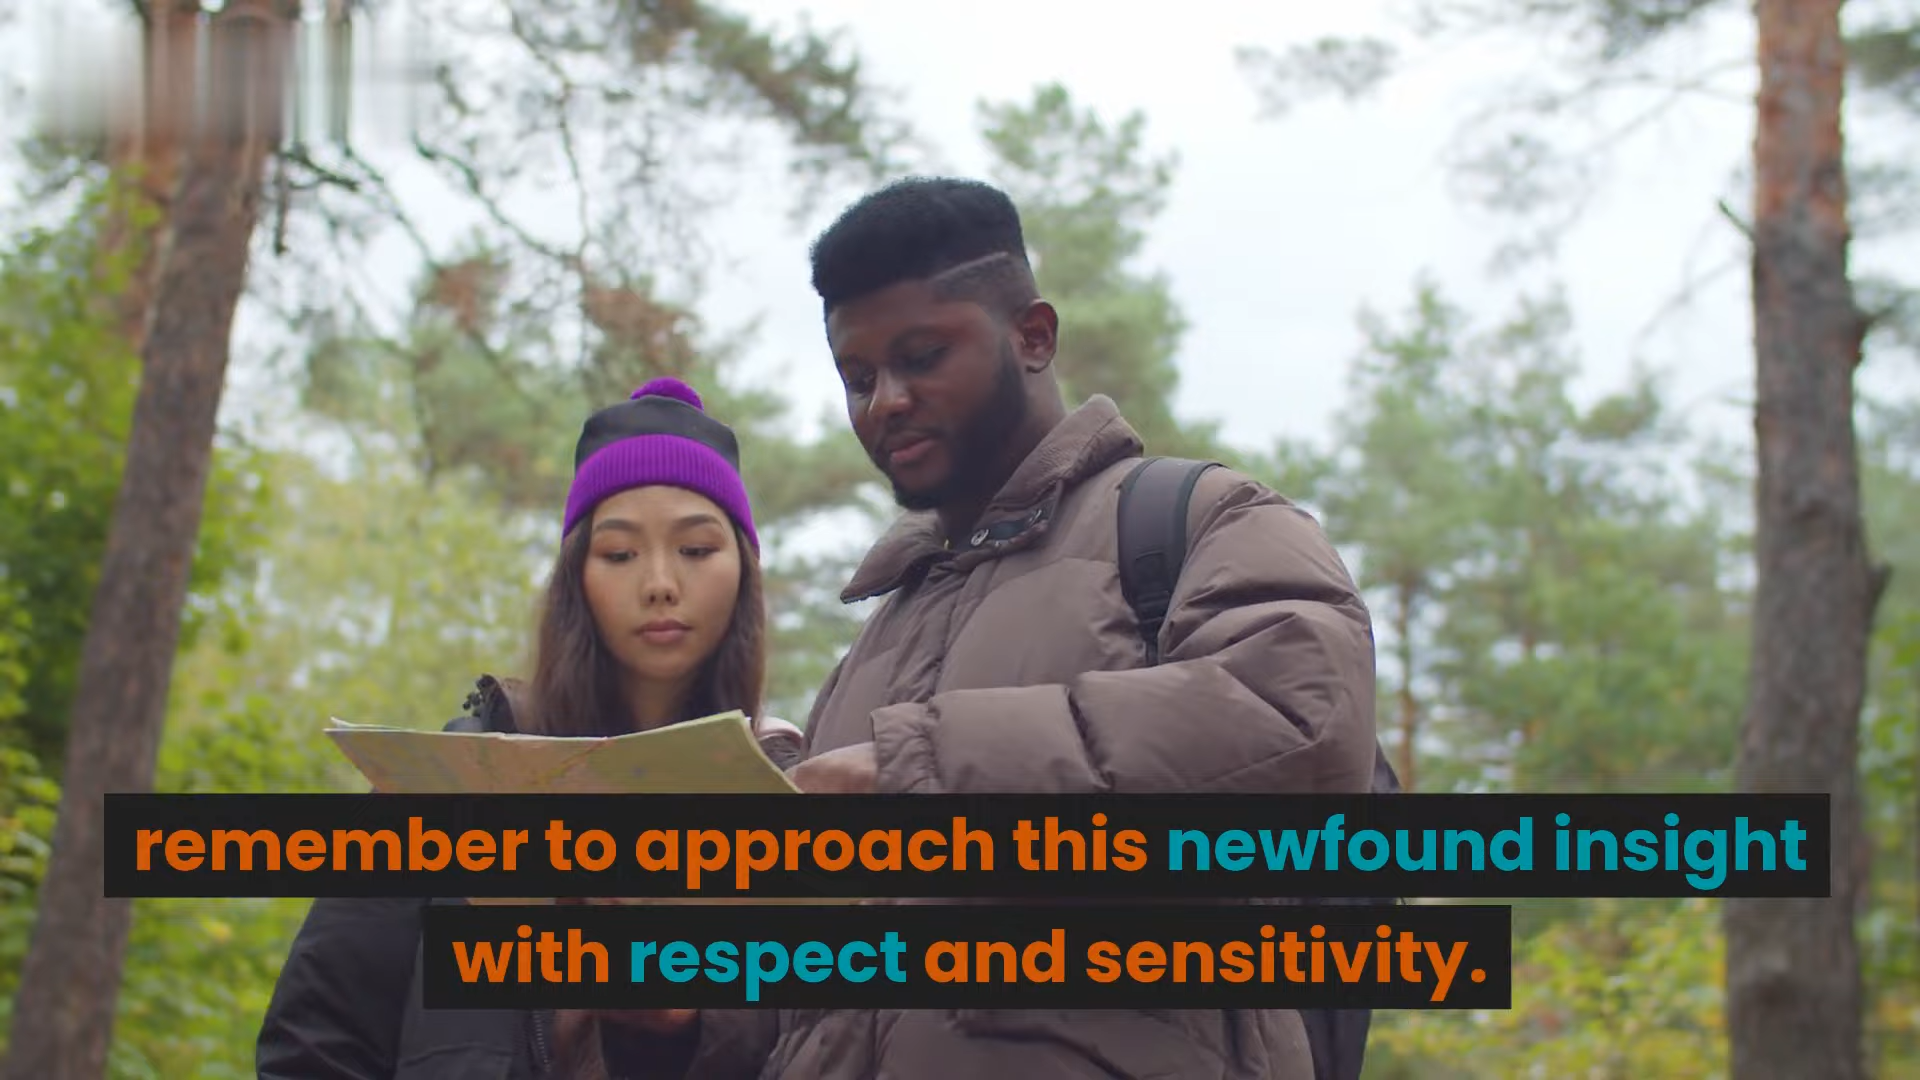 remember to approach this newfound insight
with respect and sensitivity.